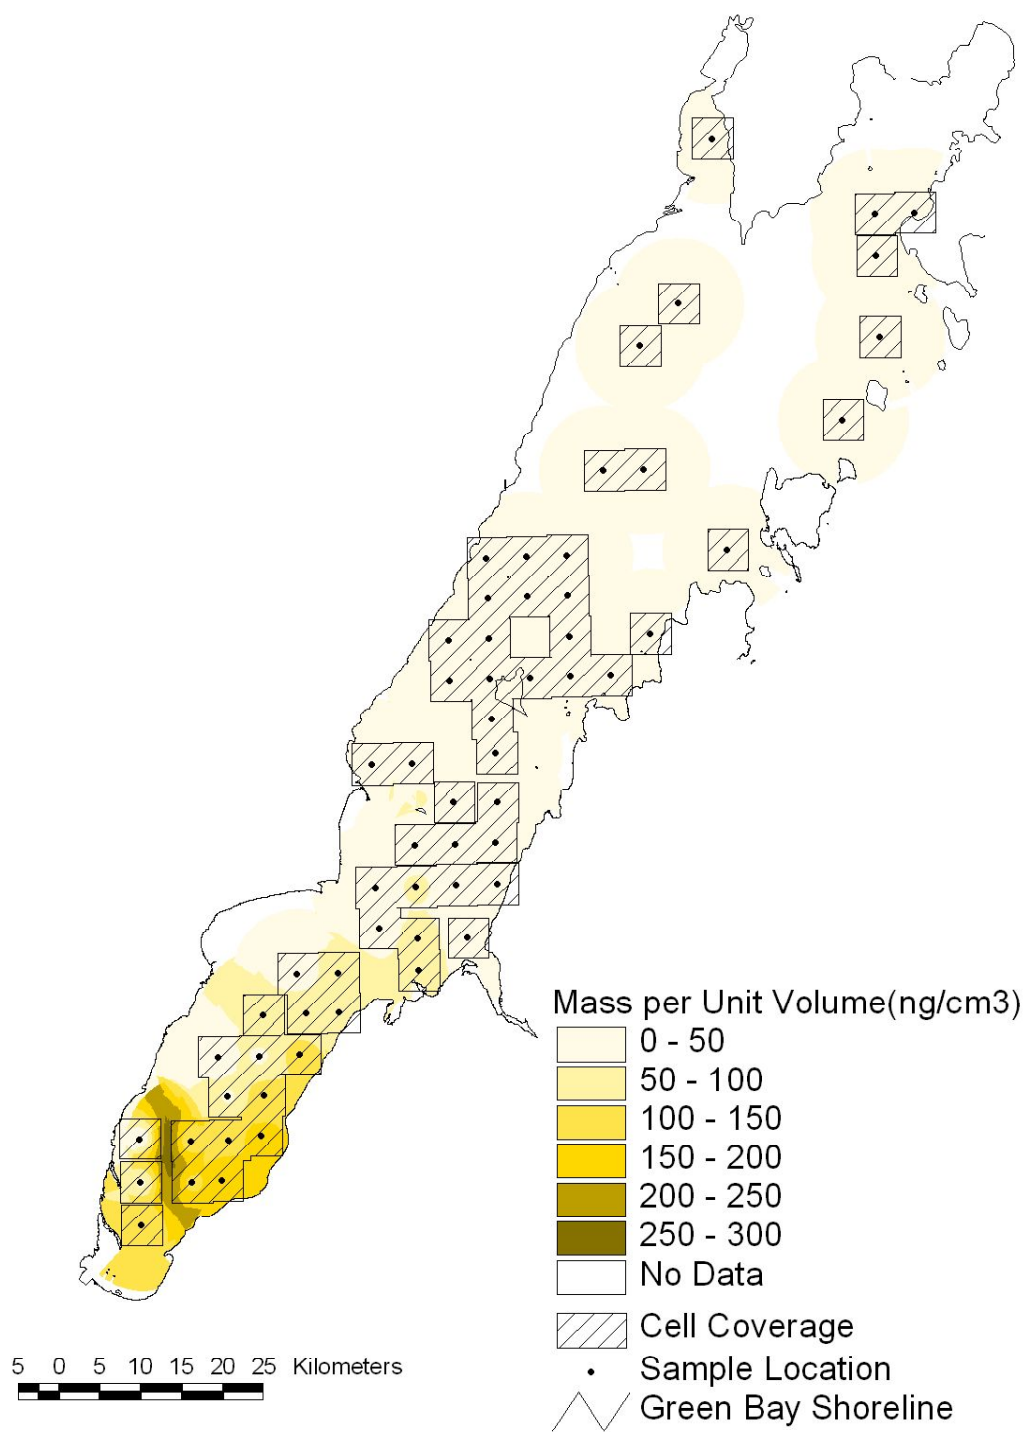 Mass per Unit Volume(ng/cm3)
0 - 50
50 - 100
100 - 150
150 - 200
200 - 250
250 - 300
No Data
Cell Coverage
Sample Location
Green Bay Shoreline
5 0 5 10 15 20 25 Kilometers